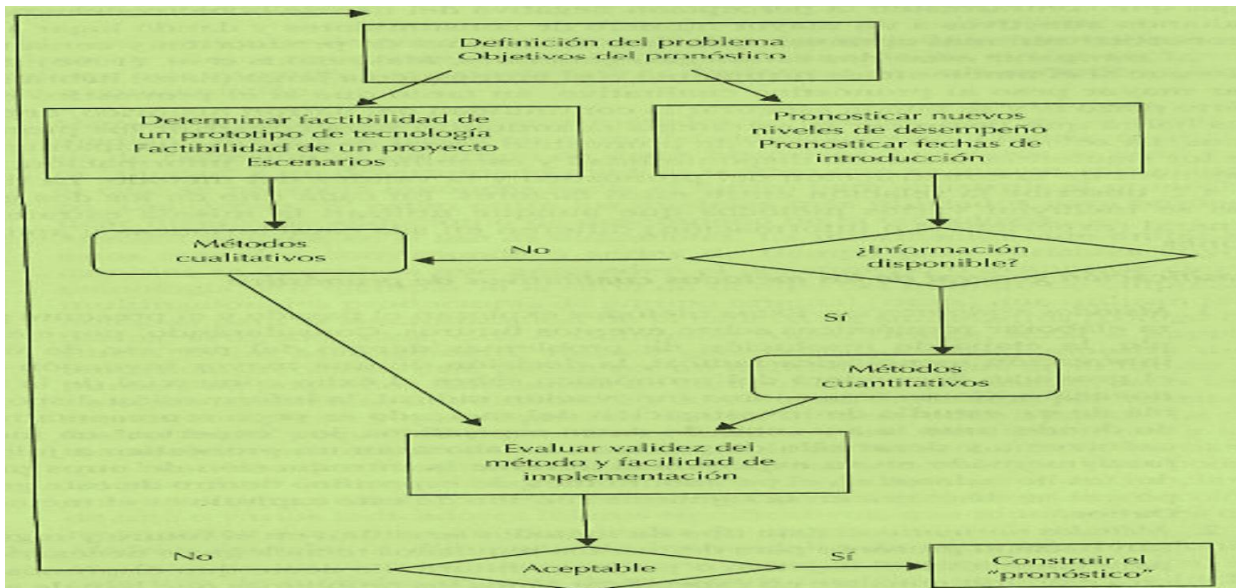 Definición del problema
Objetivos del pronóstico
Determinar factibilidad de
un prototipo de tecnología
Factibilidad de un proyecto
Escenarios
Pronosticar nuevos
niveles de desempeño
Pronosticar fechas de
introducción
Métodos
cualitativos
No
¿Información
disponible?
Sí
Métodos
cuantitativos
Evaluar validez del
método y facilidad de
implementación
No
Aceptable
Sí
Construir el
"pronóstico"